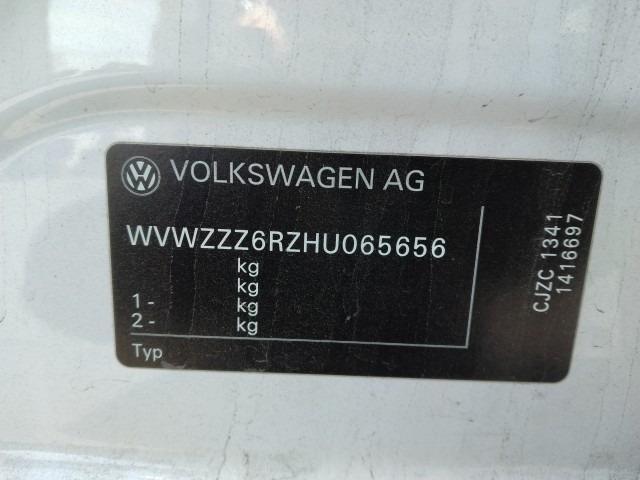 VOLKSWAGEN AG
WVWZZZ6RZHU065656
kg
kg
1 - kg
2 - kg
Typ
CJZC 1341
1416697